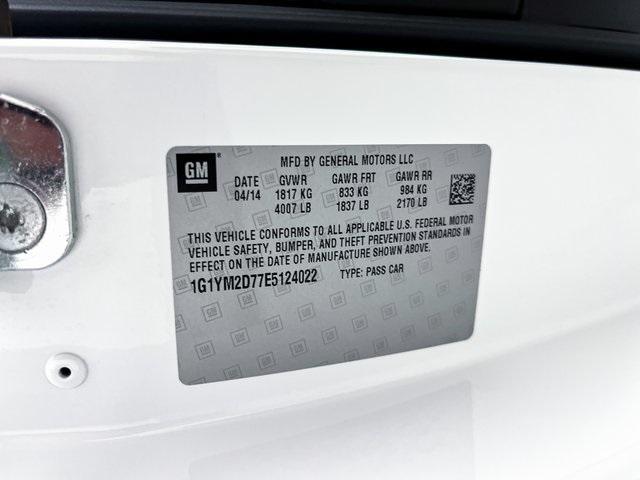 GM
MFD BY GENERAL MOTORS LLC
DATE GVWR GAWR FRT GAWR RR
04/14 1817 KG 833 KG 984 KG
4007 LB 1837 LB 2170 LB
THIS VEHICLE CONFORMS TO ALL APPLICABLE U.S. FEDERAL MOTOR
VEHICLE SAFETY, BUMPER, AND THEFT PREVENTION STANDARDS IN
EFFECT ON THE DATE OF MANUFACTURE SHOWN ABOVE.
1G1YM2D77E5124022 TYPE: PASS CAR